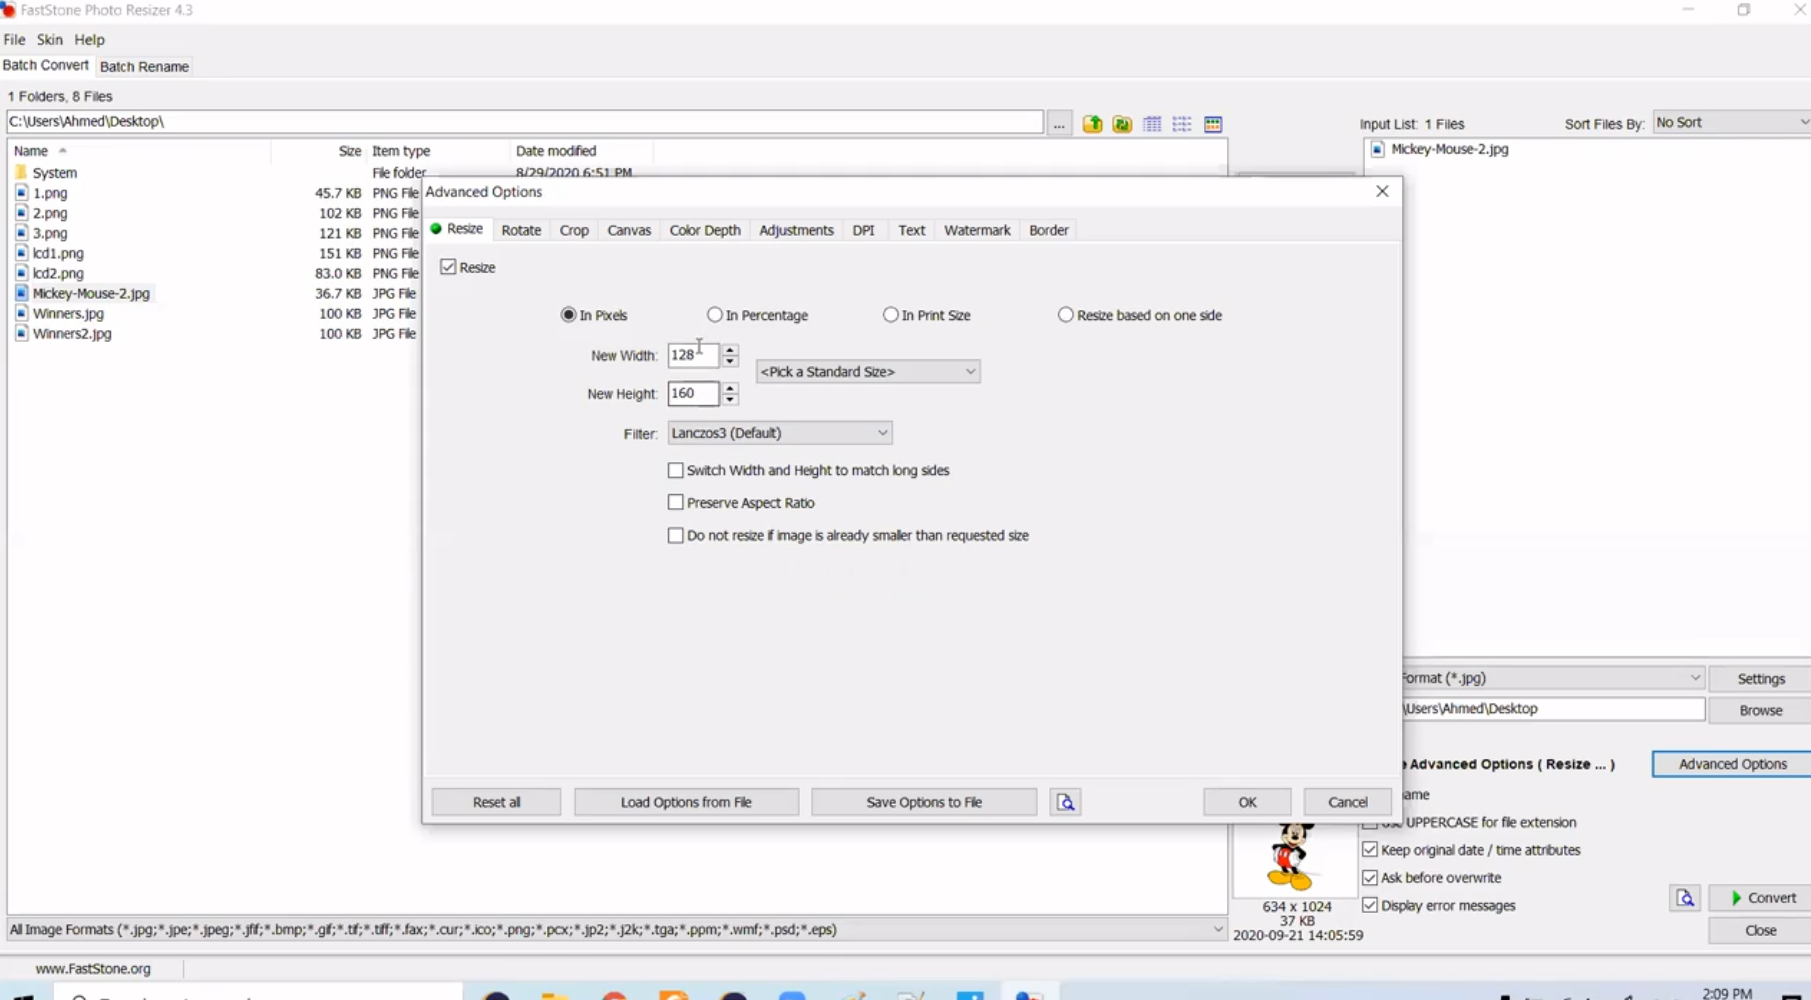 FastStone Photo Resizer 4.3
File Skin Help
Batch Convert Batch Rename
1 Folders, 8 Files
C:\Users\Ahmed\Desktop\ ...
Input List: 1 Files Sort Files By: No Sort
Name Size Item type Date modified
Mickey-Mouse-2.jpg
System File folder 8/29/2020 6:51 PM
1.png 45.7 KB PNG File
2.png 102 KB PNG File
3.png 121 KB PNG File
lcd1.png 151 KB PNG File
lcd2.png 83.0 KB PNG File
Mickey-Mouse-2.jpg 36.7 KB JPG File
Winners.jpg 100 KB JPG File
Winners2.jpg 100 KB JPG File
Advanced Options
Resize Rotate Crop Canvas Color Depth Adjustments DPI Text Watermark Border
Resize
In Pixels In Percentage In Print Size Resize based on one side
New Width: 128
<Pick a Standard Size>
New Height: 160
Filter: Lanczos3 (Default)
Switch Width and Height to match long sides
Preserve Aspect Ratio
Do not resize if image is already smaller than requested size
Reset all Load Options from File Save Options to File OK Cancel
Format (*.jpg) Settings
\Users\Ahmed\Desktop Browse
Advanced Options ( Resize ... ) Advanced Options
UPPERCASE for file extension
Keep original date / time attributes
Ask before overwrite
Display error messages
Convert
Close
634 x 1024
37 KB
2020-09-21 14:05:59
All Image Formats (*.jpg;*.jpe;*.jpeg;*.jfif;*.bmp;*.gif;*.tif;*.tiff;*.fax;*.cur;*.ico;*.png;*.pcx;*.jp2;*.j2k;*.tga;*.ppm;*.wmf;*.psd;*.eps)
www.FastStone.org
2:09 PM